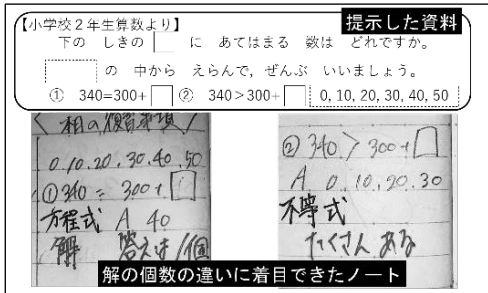 【小学校２年生算数より】
提示した資料
下の しきの □ に あてはまる 数は どれですか。
の 中から えらんで, ぜんぶ いいましょう。
① 340=300+□ ② 340>300+□ 0, 10, 20, 30, 40, 50
の復習事項
0.10.20.30.40.50
①340 = 300+□
方程式 A 40
解 答えは1個
② 340 > 300+□
A 0.10.20.30
不等式
たくさんある
解の個数の違いに着目できたノート